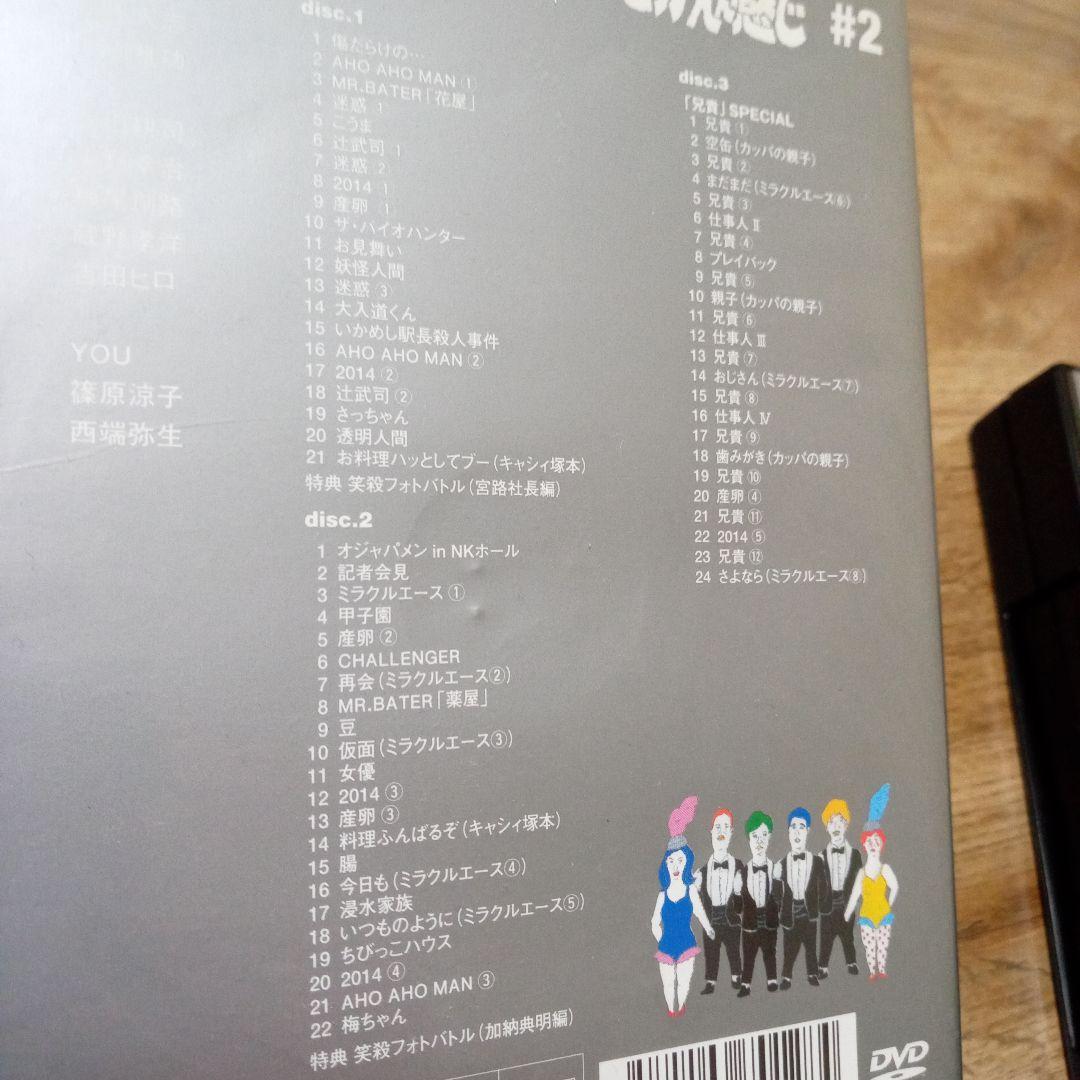 感じ #2
蔵野孝洋
吉田ヒロ
YOU
篠原涼子
西端弥生
disc.1
1 傷だらけの…
2 AHO AHO MAN ①
3 MR.BATER「花屋」
4 迷惑 ①
5 こうま
6 辻武司 ①
7 迷惑 ②
8 2014 ①
9 産卵 ①
10 ザ・ハイオハンター
11 お見舞い
12 妖怪人間
13 迷惑 ③
14 大入道くん
15 いかめし駅長殺人事件
16 AHO AHO MAN ②
17 2014 ②
18 辻武司 ②
19 さっちゃん
20 透明人間
21 お料理ハッとしてブー(キャシィ塚本)
特典 笑殺フォトバトル(宮路社長編)
disc.2
1 オジャパメン in NKホール
2 記者会見
3 ミラクルエース ①
4 甲子園
5 産卵 ②
6 CHALLENGER
7 再会(ミラクルエース②)
8 MR.BATER「薬屋」
9 豆
10 仮面(ミラクルエース③)
11 女優
12 2014 ③
13 産卵 ③
14 料理ふんばるぞ(キャシィ塚本)
15 腸
16 今日も(ミラクルエース④)
17 浸水家族
18 いつものように(ミラクルエース⑤)
19 ちびっこハウス
20 2014 ④
21 AHO AHO MAN ③
22 梅ちゃん
特典 笑殺フォトバトル(加納典明編)
disc.3
「兄貴」SPECIAL
1 兄貴 ①
2 空缶(カッパの親子)
3 兄貴 ②
4 まだまだ(ミラクルエース⑥)
5 兄貴 ③
6 仕事人 Ⅱ
7 兄貴 ④
8 プレイバック
9 兄貴 ⑤
10 親子(カッパの親子)
11 兄貴 ⑥
12 仕事人 Ⅲ
13 兄貴 ⑦
14 おじさん(ミラクルエース⑦)
15 兄貴 ⑧
16 仕事人 Ⅳ
17 兄貴 ⑨
18 歯みがき(カッパの親子)
19 兄貴 ⑩
20 産卵 ④
21 兄貴 ⑪
22 2014 ⑤
23 兄貴 ⑫
24 さよなら(ミラクルエース⑧)
DVD